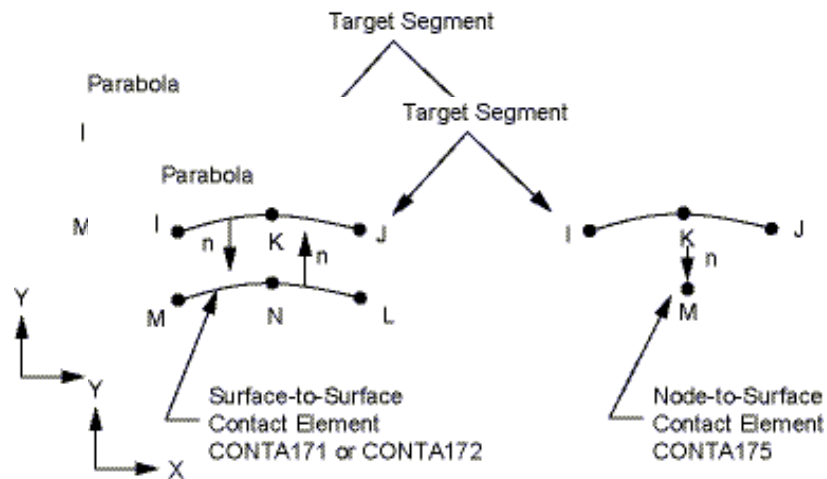 Target Segment
Parabola
Target Segment
I
Parabola
M
I
K
J
n
n
M
N
L
I
K
J
n
M
Y
Y
X
Surface-to-Surface
Contact Element
CONTA171 or CONTA172
Node-to-Surface
Contact Element
CONTA175